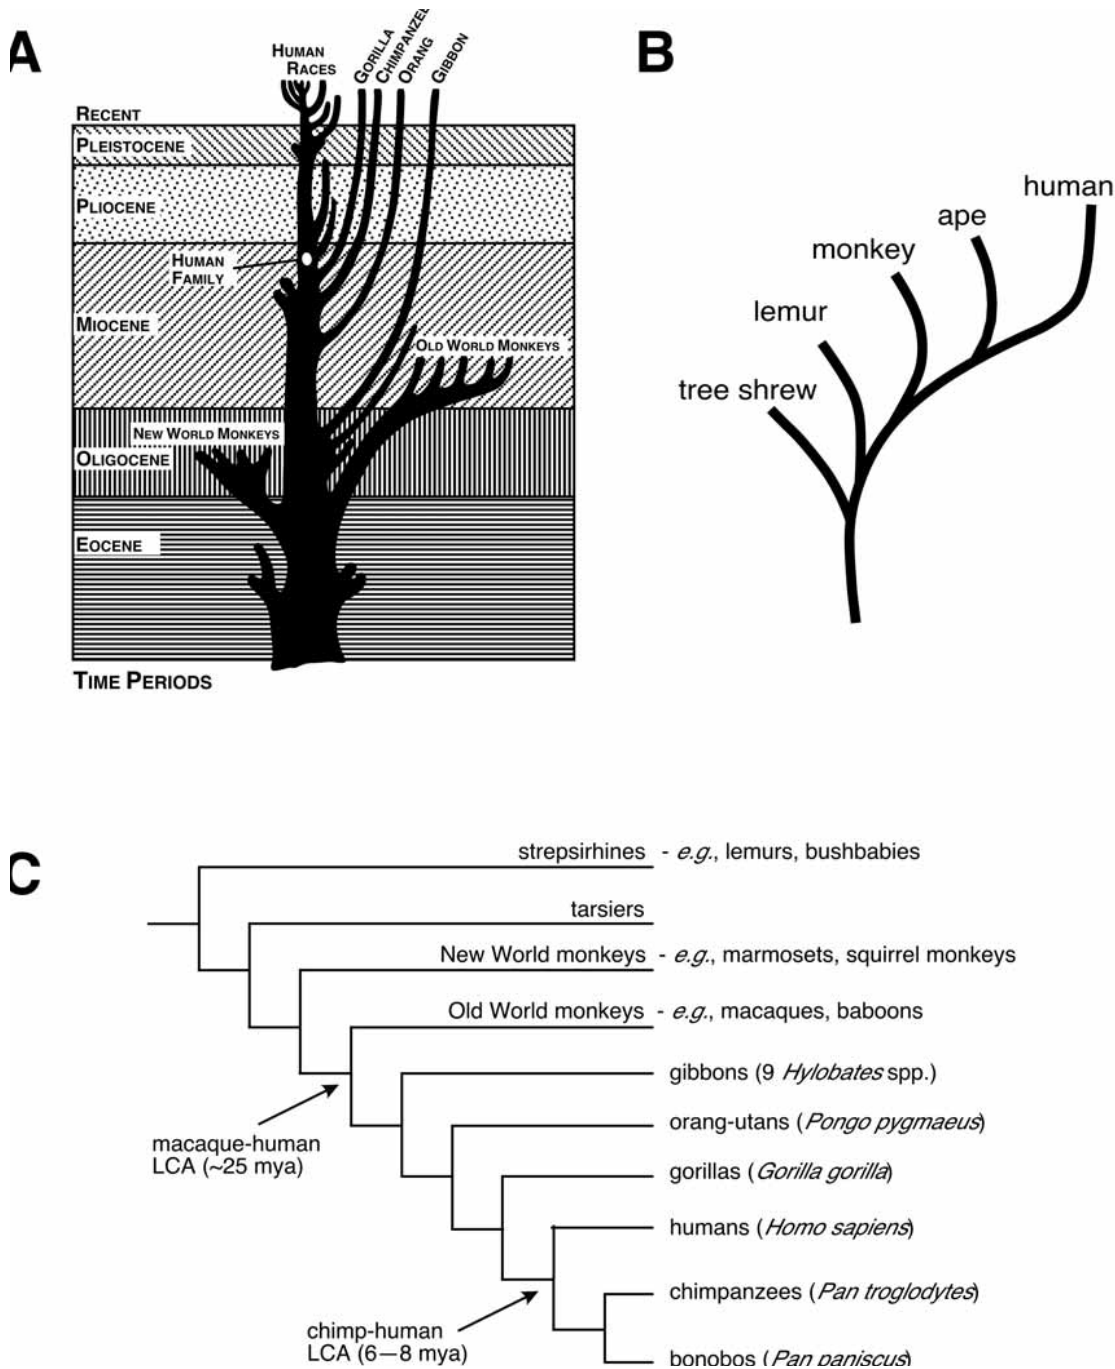 A
HUMAN
RACES
GORILLA
CHIMPANZEE
ORANG
GIBBON
RECENT
PLEISTOCENE
PLIOCENE
HUMAN
FAMILY
MIOCENE
OLD WORLD MONKEYS
NEW WORLD MONKEYS
OLIGOCENE
EOCENE
TIME PERIODS
B
human
ape
monkey
lemur
tree shrew
C
strepsirhines - e.g., lemurs, bushbabies
tarsiers
New World monkeys - e.g., marmosets, squirrel monkeys
Old World monkeys - e.g., macaques, baboons
gibbons (9 Hylobates spp.)
macaque-human
LCA (~25 mya)
orang-utans (Pongo pygmaeus)
gorillas (Gorilla gorilla)
humans (Homo sapiens)
chimpanzees (Pan troglodytes)
chimp-human
LCA (6—8 mya)
bonobos (Pan paniscus)